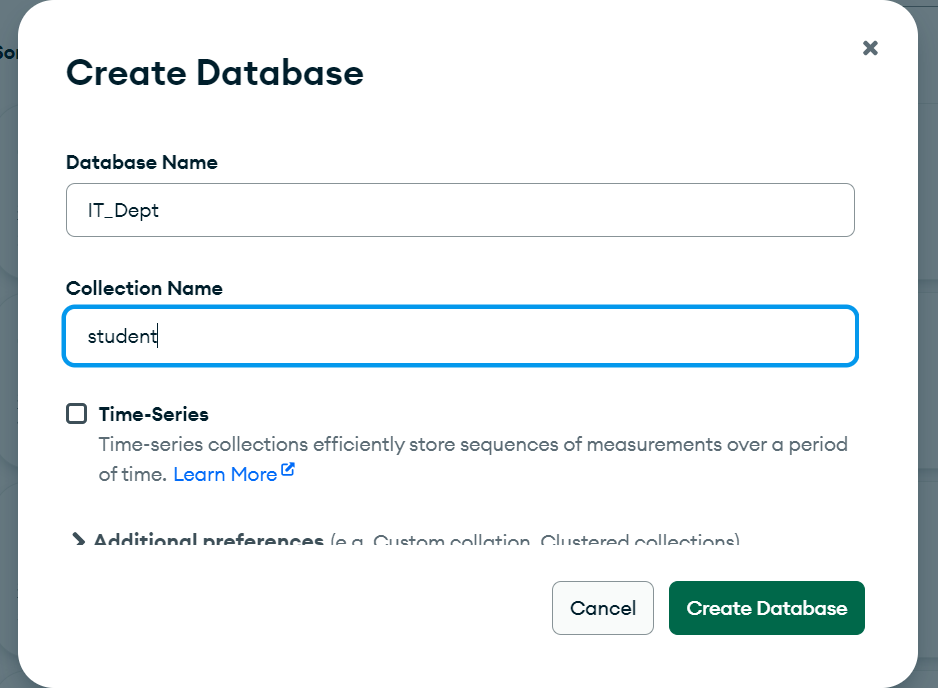 Create Database
Database Name
IT_Dept
Collection Name
student
Time-Series
Time-series collections efficiently store sequences of measurements over a period
of time. Learn More
Additional preferences (e.g. Custom collation, Clustered collections)
Cancel
Create Database